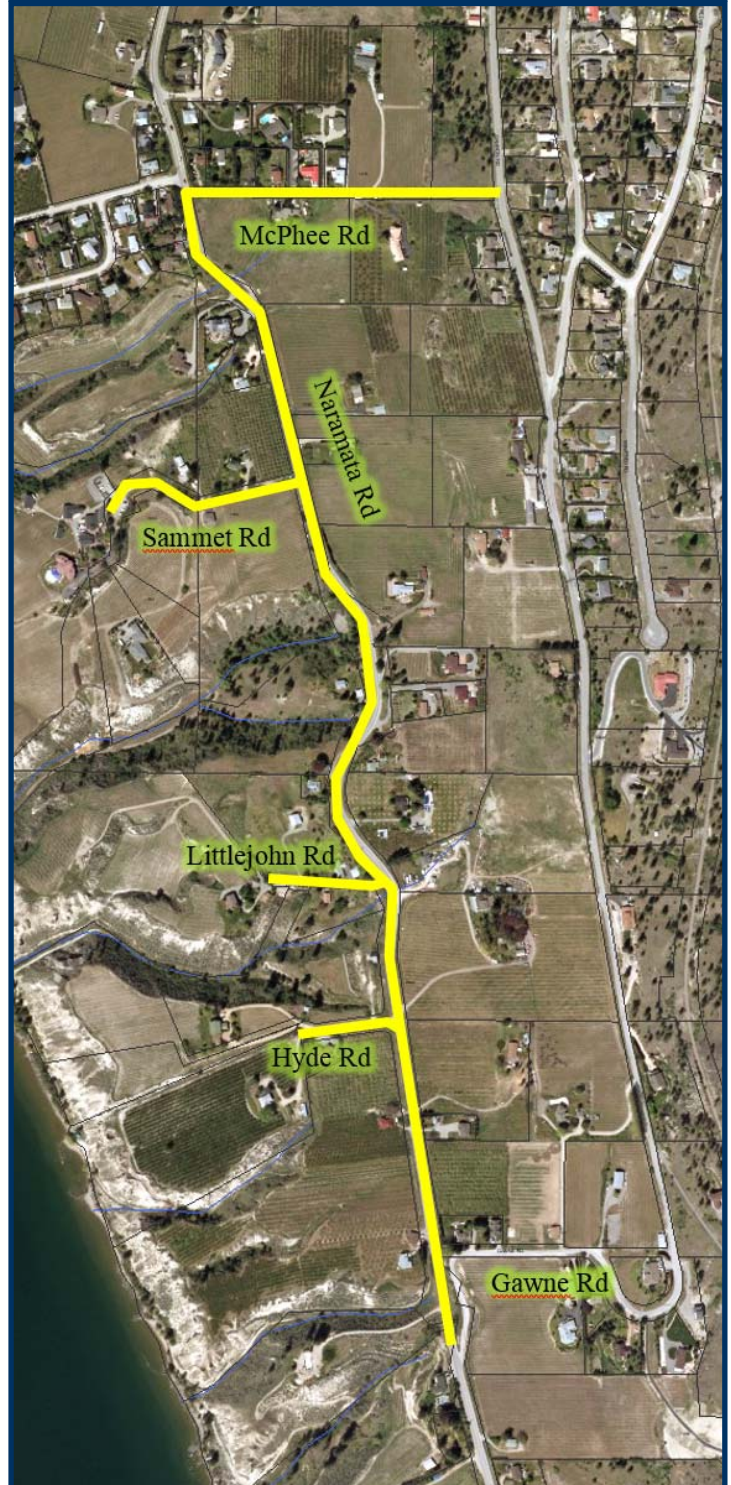 McPhee Rd
Naramata Rd
Sammet Rd
Littlejohn Rd
Hyde Rd
Gawne Rd